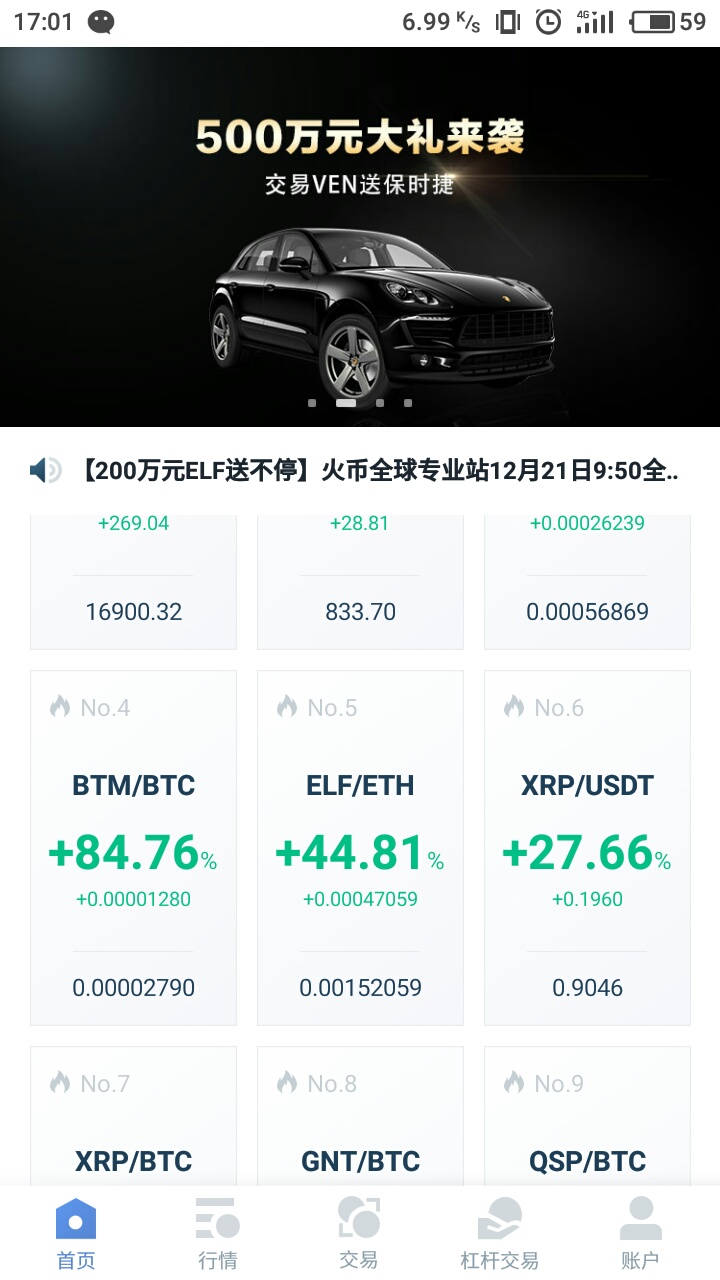 17:01 6.99 K/s 4G 59
500万元大礼来袭
交易VEN送保时捷
【200万元ELF送不停】火币全球专业站12月21日9:50全..
+269.04 +28.81 +0.00026239
16900.32 833.70 0.00056869
No.4 No.5 No.6
BTM/BTC ELF/ETH XRP/USDT
+84.76% +44.81% +27.66%
+0.00001280 +0.00047059 +0.1960
0.00002790 0.00152059 0.9046
No.7 No.8 No.9
XRP/BTC GNT/BTC QSP/BTC
首页 行情 交易 杠杆交易 账户